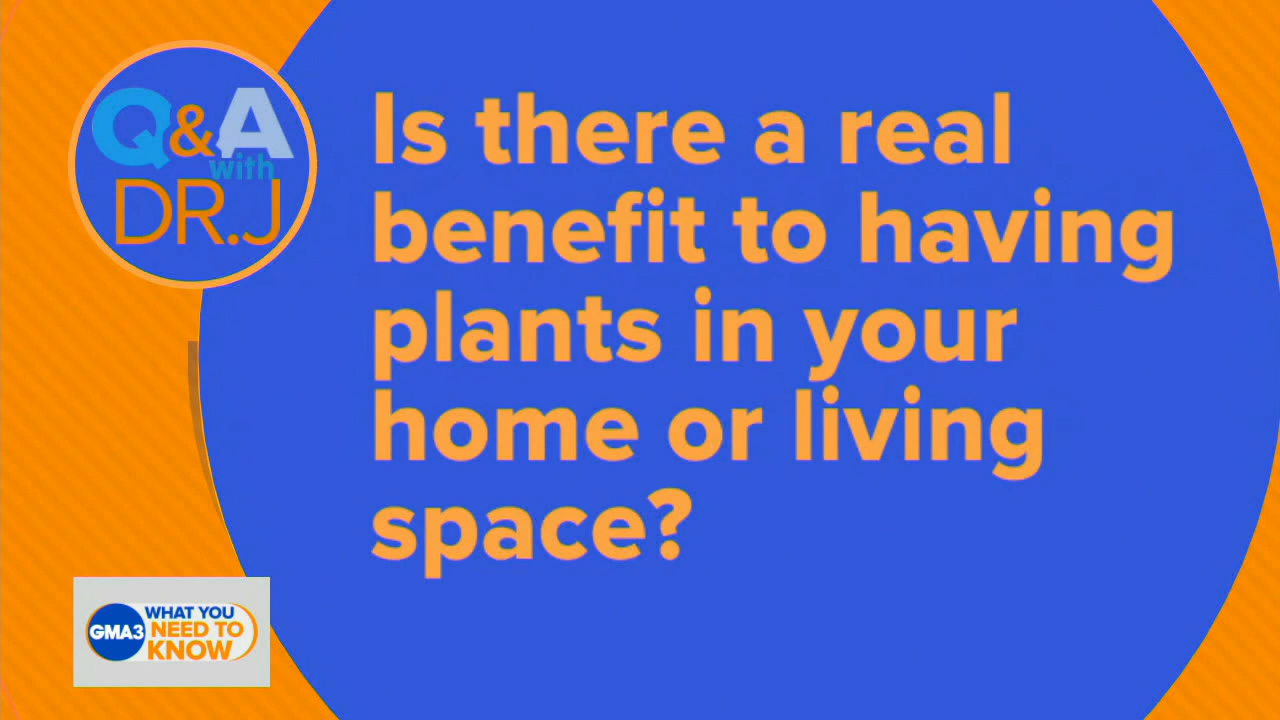 Q&A
with
DR.J
Is there a real
benefit to having
plants in your
home or living
space?
GMA3
WHAT YOU
NEED TO
KNOW